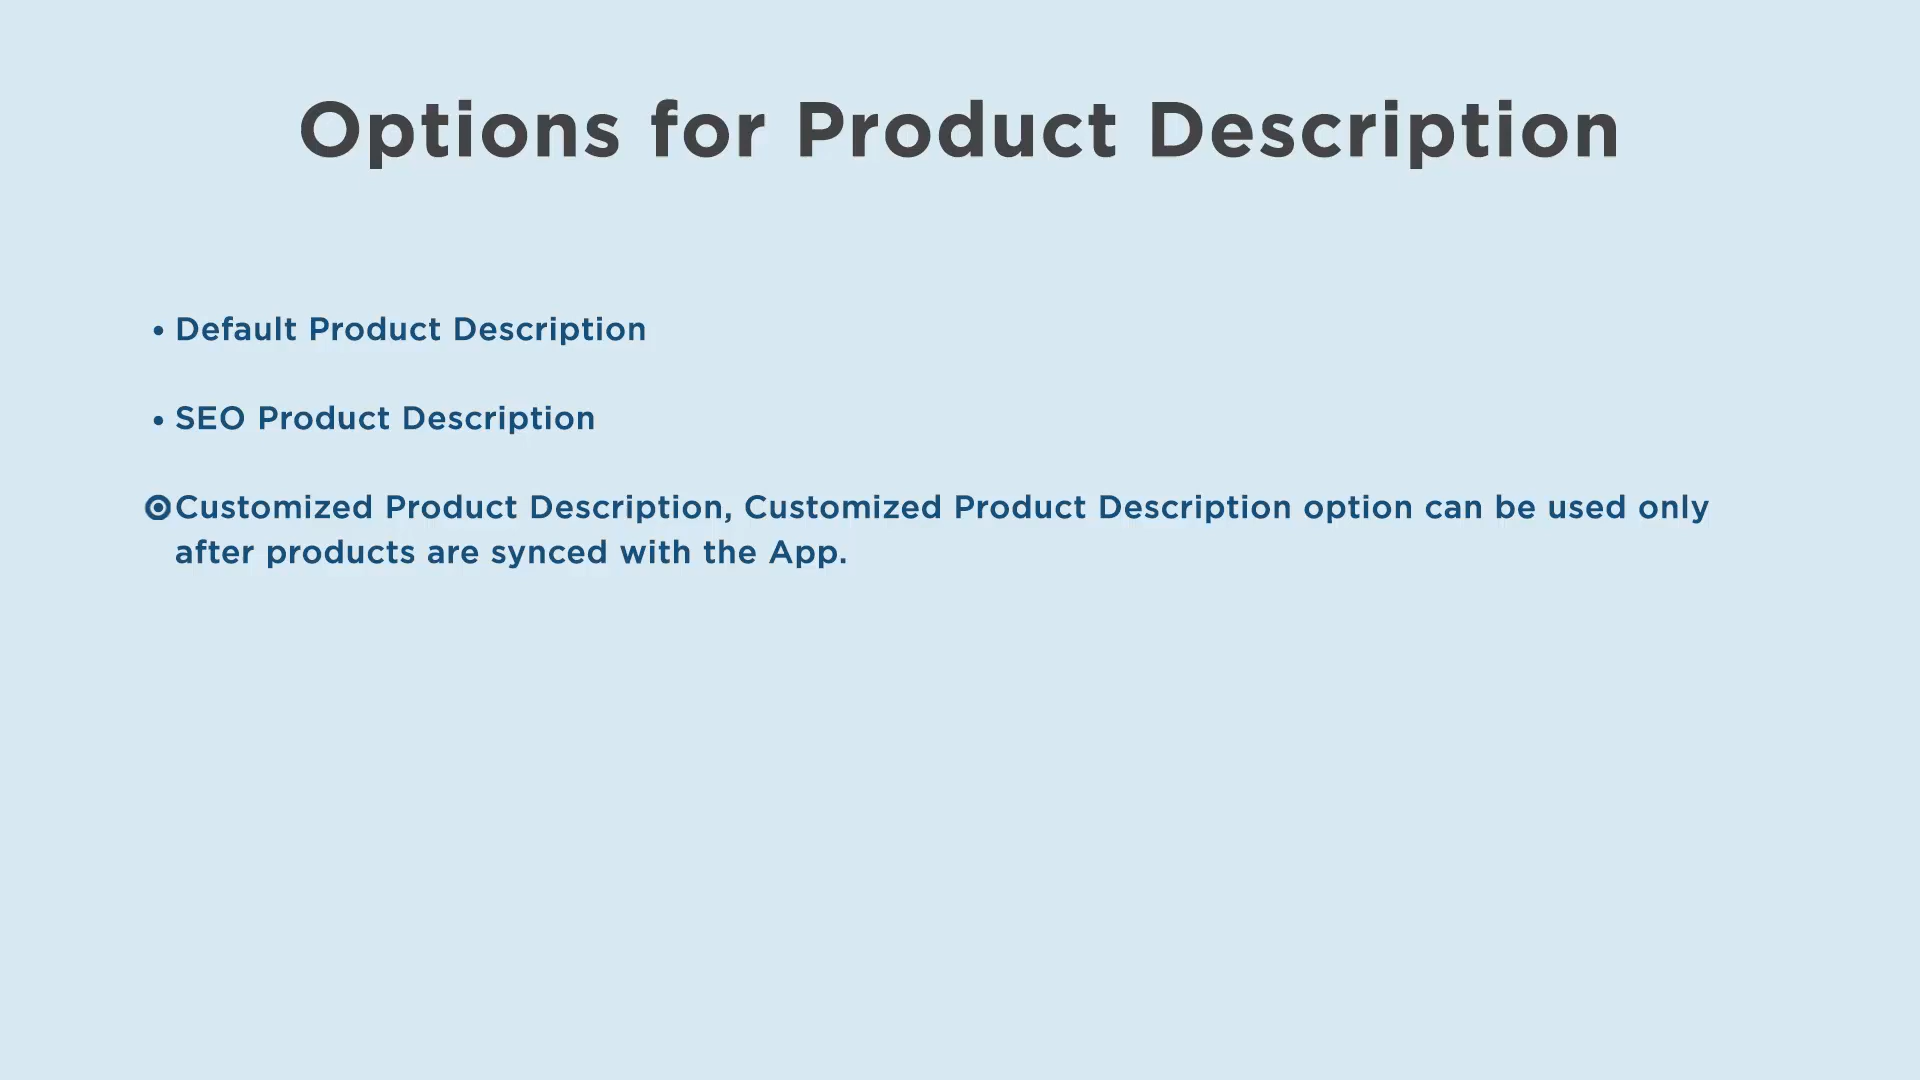 Options for Product Description
• Default Product Description
• SEO Product Description
Customized Product Description, Customized Product Description option can be used only
after products are synced with the App.